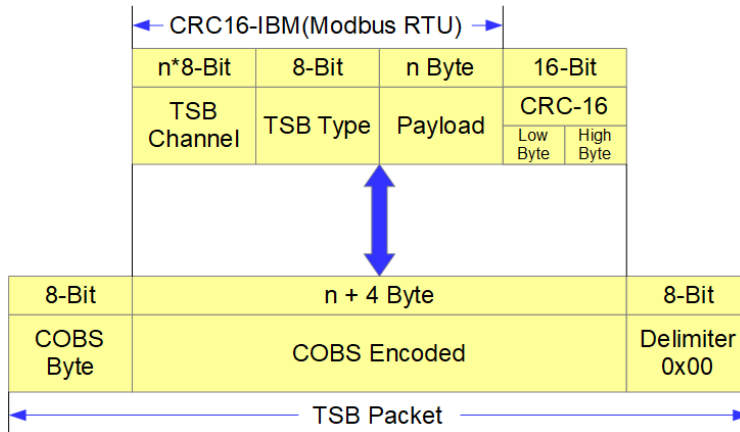 CRC16-IBM(Modbus RTU)
n*8-Bit 8-Bit n Byte 16-Bit
TSB Channel TSB Type Payload CRC-16
Low Byte High Byte
8-Bit n + 4 Byte 8-Bit
COBS Byte COBS Encoded Delimiter 0x00
TSB Packet